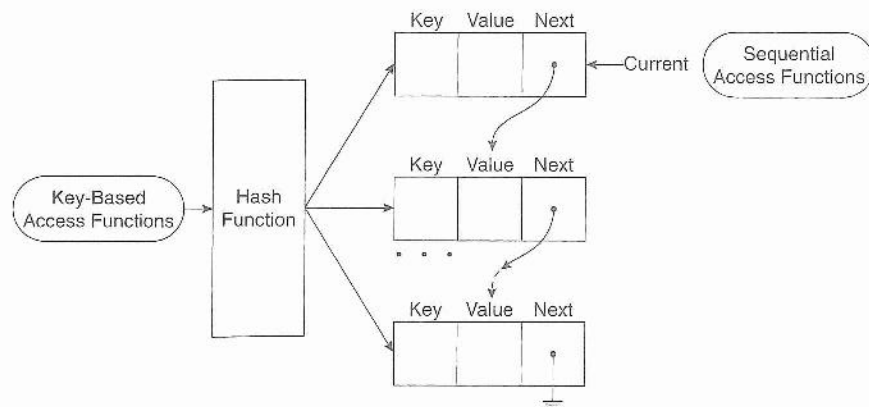 Key Value Next
Current
Sequential
Access Functions
Key Value Next
Key-Based
Access Functions
Hash
Function
Key Value Next